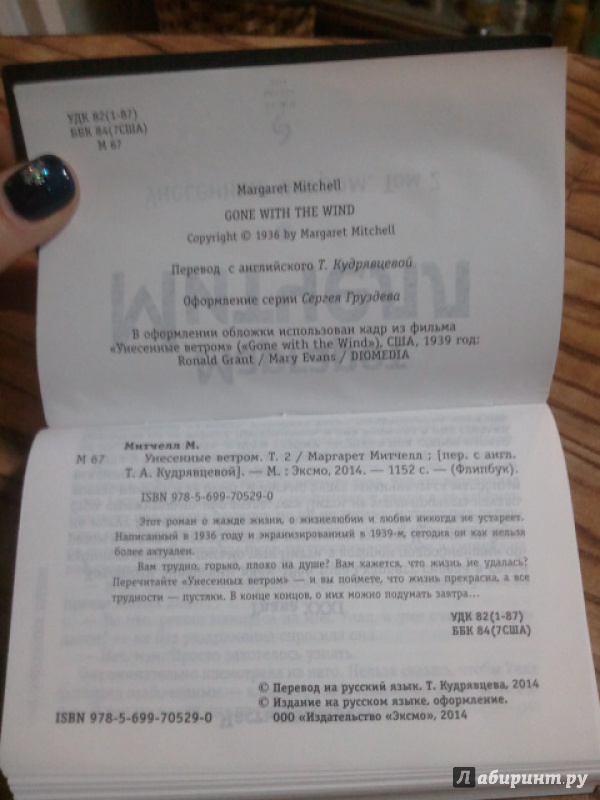 УДК 82(1-87)
ББК 84(7США)
М 67
Margaret Mitchell
GONE WITH THE WIND
Copyright © 1936 by Margaret Mitchell
Перевод с английского Т. Кудрявцевой
Оформление серии Сергея Груздева
В оформлении обложки использован кадр из фильма
«Унесенные ветром» («Gone with the Wind»), США, 1939 год:
Ronald Grant / Mary Evans / DIOMEDIA
Митчелл М.
М 67 Унесенные ветром. Т. 2 / Маргарет Митчелл ; [пер. с англ.
Т. А. Кудрявцевой]. — М. : Эксмо, 2014. — 1152 с. — (Флипбук).
ISBN 978-5-699-70529-0
Этот роман о жажде жизни, о жизнелюбии и любви никогда не устареет.
Написанный в 1936 году и экранизированный в 1939-м, сегодня он как нельзя
более актуален.
Вам трудно, горько, плохо на душе? Вам кажется, что жизнь не удалась?
Перечитайте «Унесенных ветром» — и вы поймете, что жизнь прекрасна, а все
трудности — пустяки. В конце концов, о них можно подумать завтра...
УДК 82(1-87)
ББК 84(7США)
© Перевод на русский язык. Т. Кудрявцева, 2014
© Издание на русском языке, оформление.
ООО «Издательство «Эксмо», 2014
ISBN 978-5-699-70529-0
Лабиринт.ру